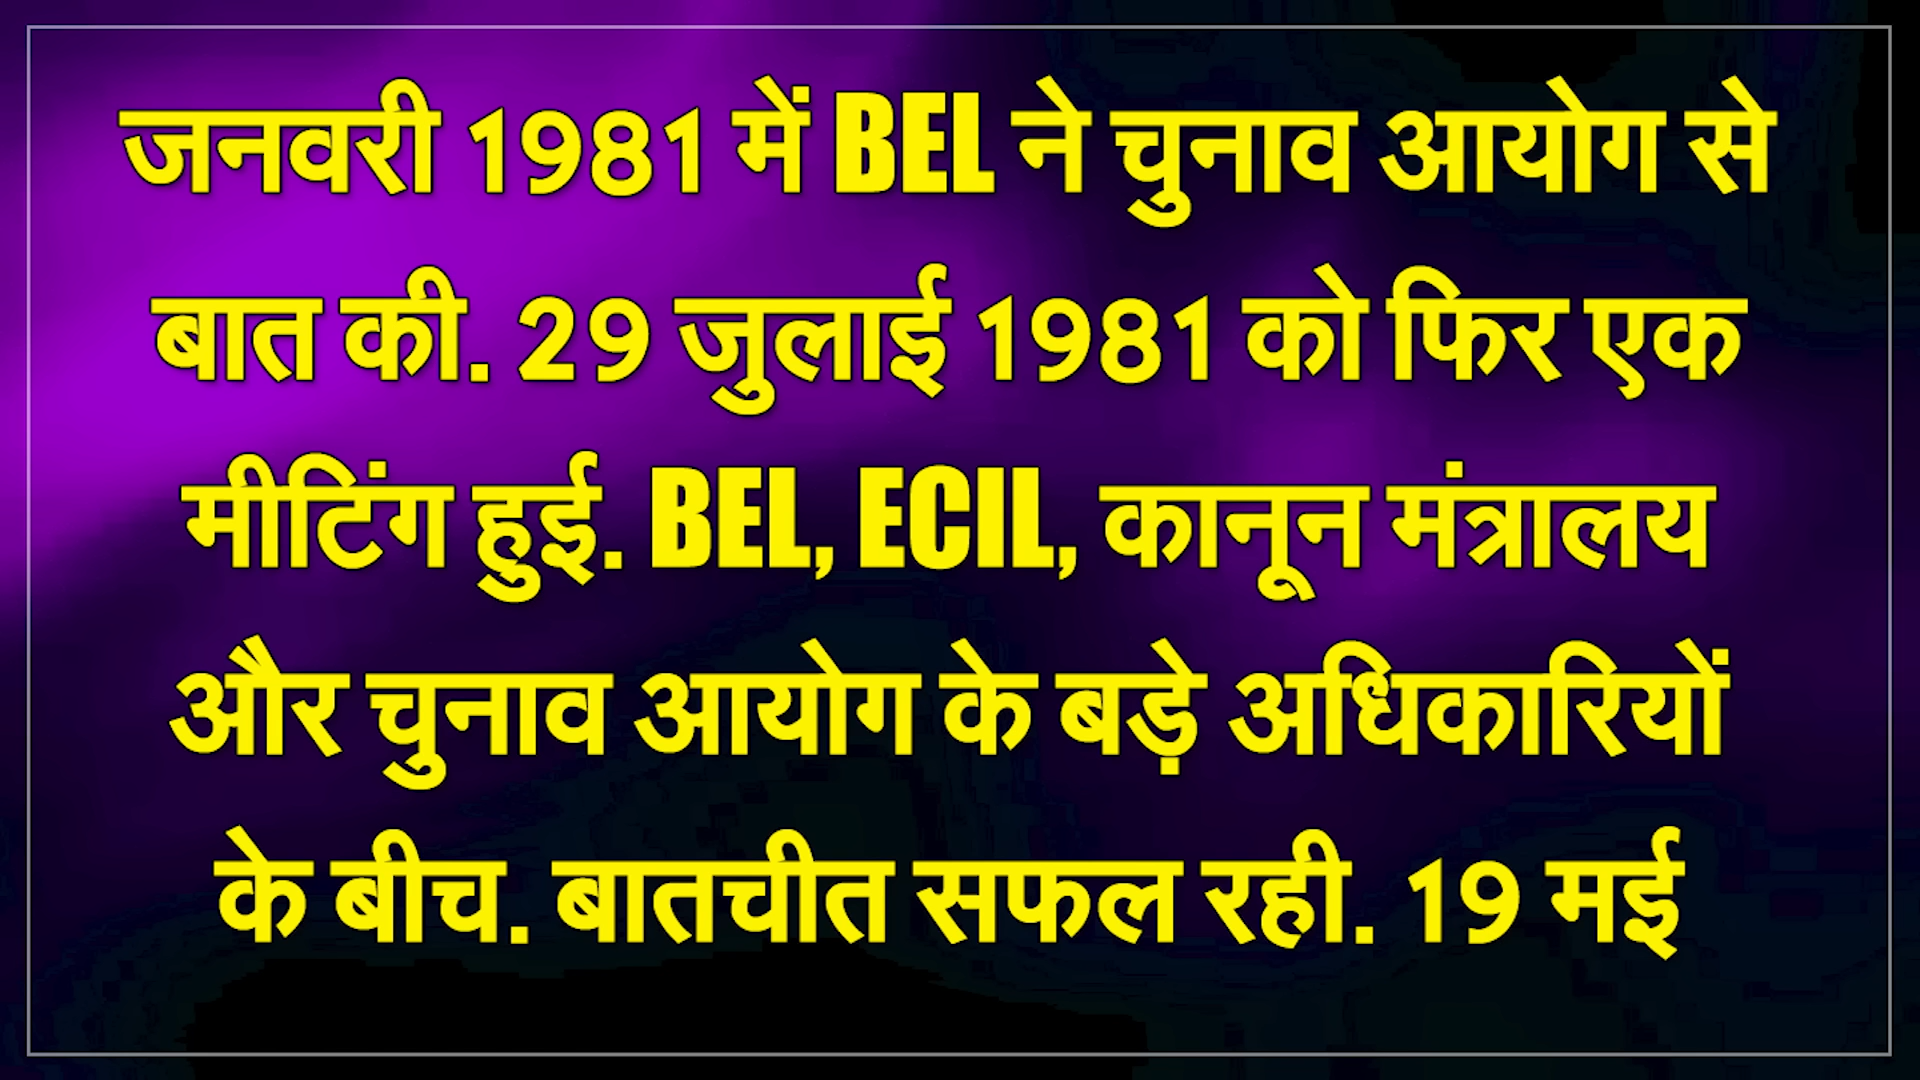 जनवरी 1981 में BEL ने चुनाव आयोग से
बात की. 29 जुलाई 1981 को फिर एक
मीटिंग हुई. BEL, ECIL, कानून मंत्रालय
और चुनाव आयोग के बड़े अधिकारियों
के बीच. बातचीत सफल रही. 19 मई